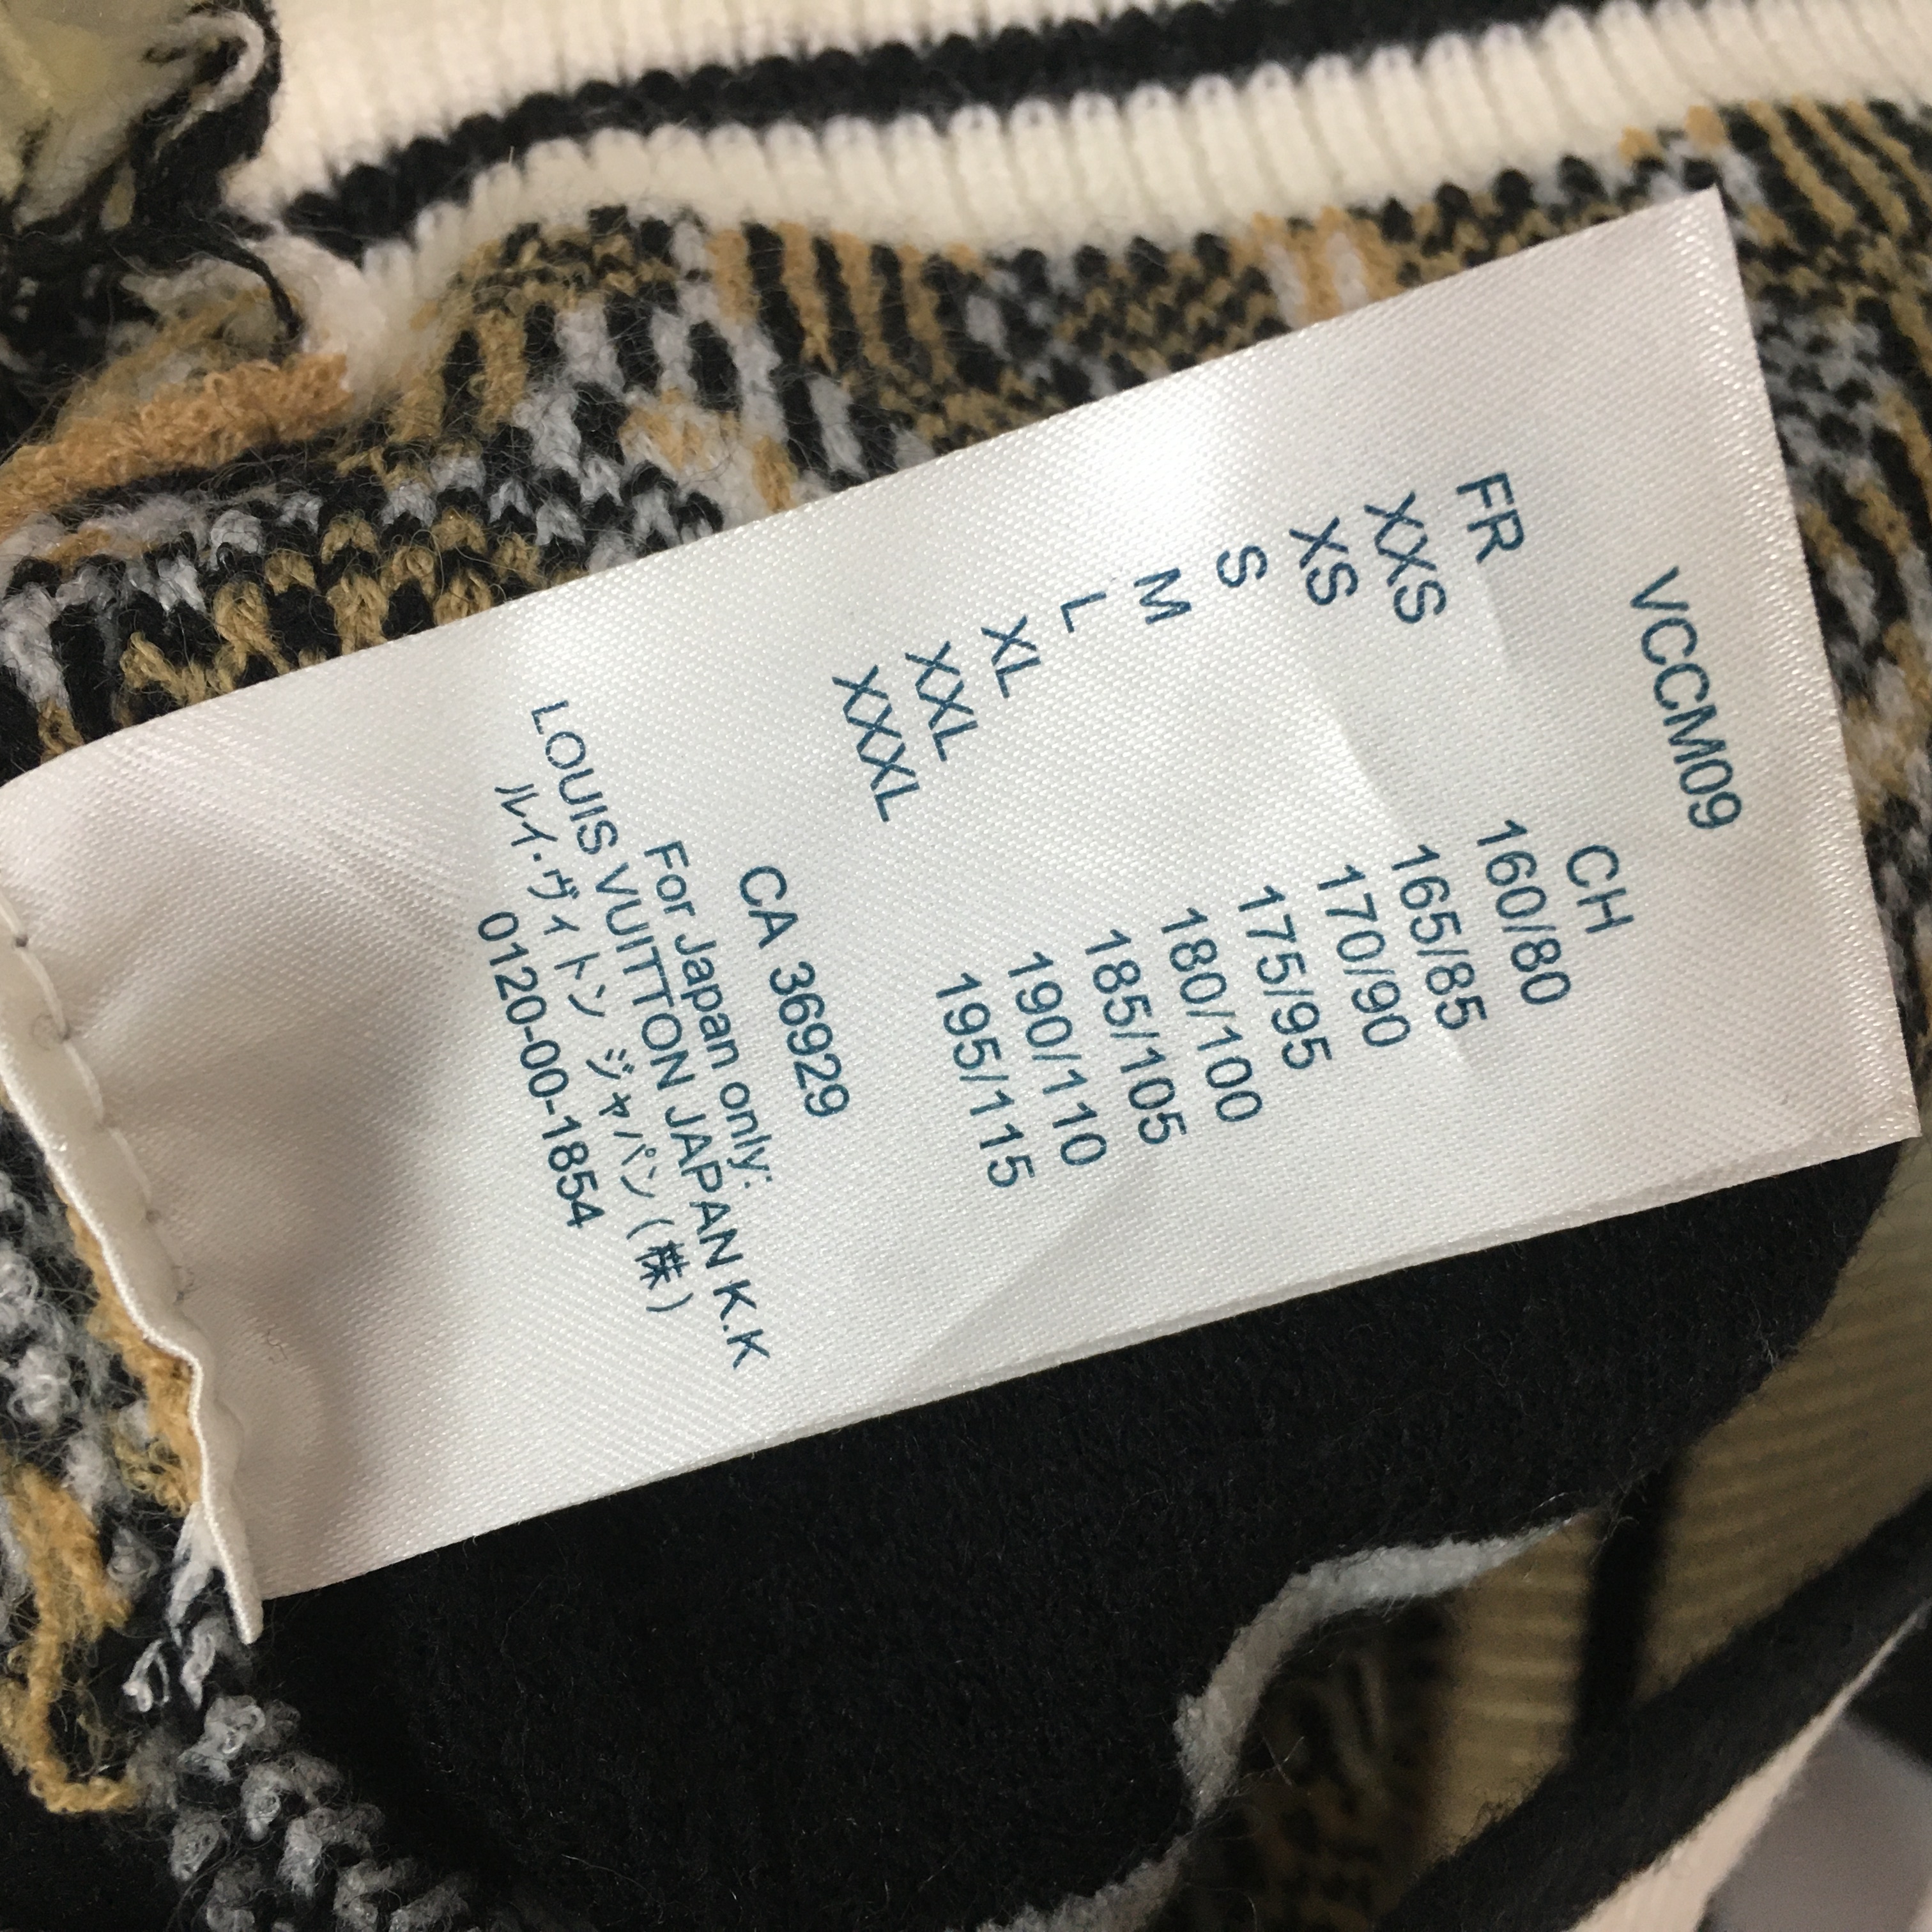 VCCM09
FR CH
XXS 160/80
XS 165/85
S 170/90
M 175/95
L 180/100
XL 185/105
XXL 190/110
XXXL 195/115
CA 36929
For Japan only:
LOUIS VUITTON JAPAN K.K
ルイ・ヴィトン ジャパン(株)
0120-00-1854